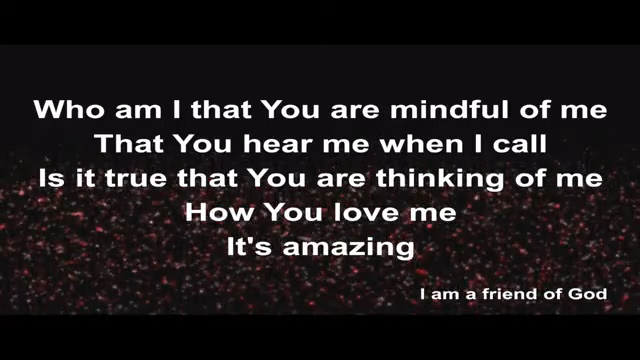 Who am I that You are mindful of me
That You hear me when I call
Is it true that You are thinking of me
How You love me
It's amazing
I am a friend of God